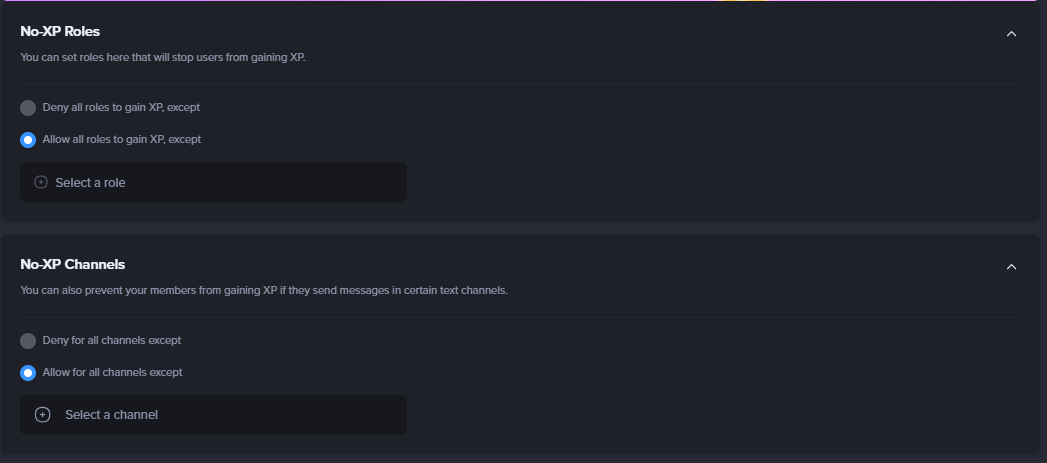 No-XP Roles
You can set roles here that will stop users from gaining XP.
Deny all roles to gain XP, except
Allow all roles to gain XP, except
Select a role
No-XP Channels
You can also prevent your members from gaining XP if they send messages in certain text channels.
Deny for all channels except
Allow for all channels except
Select a channel